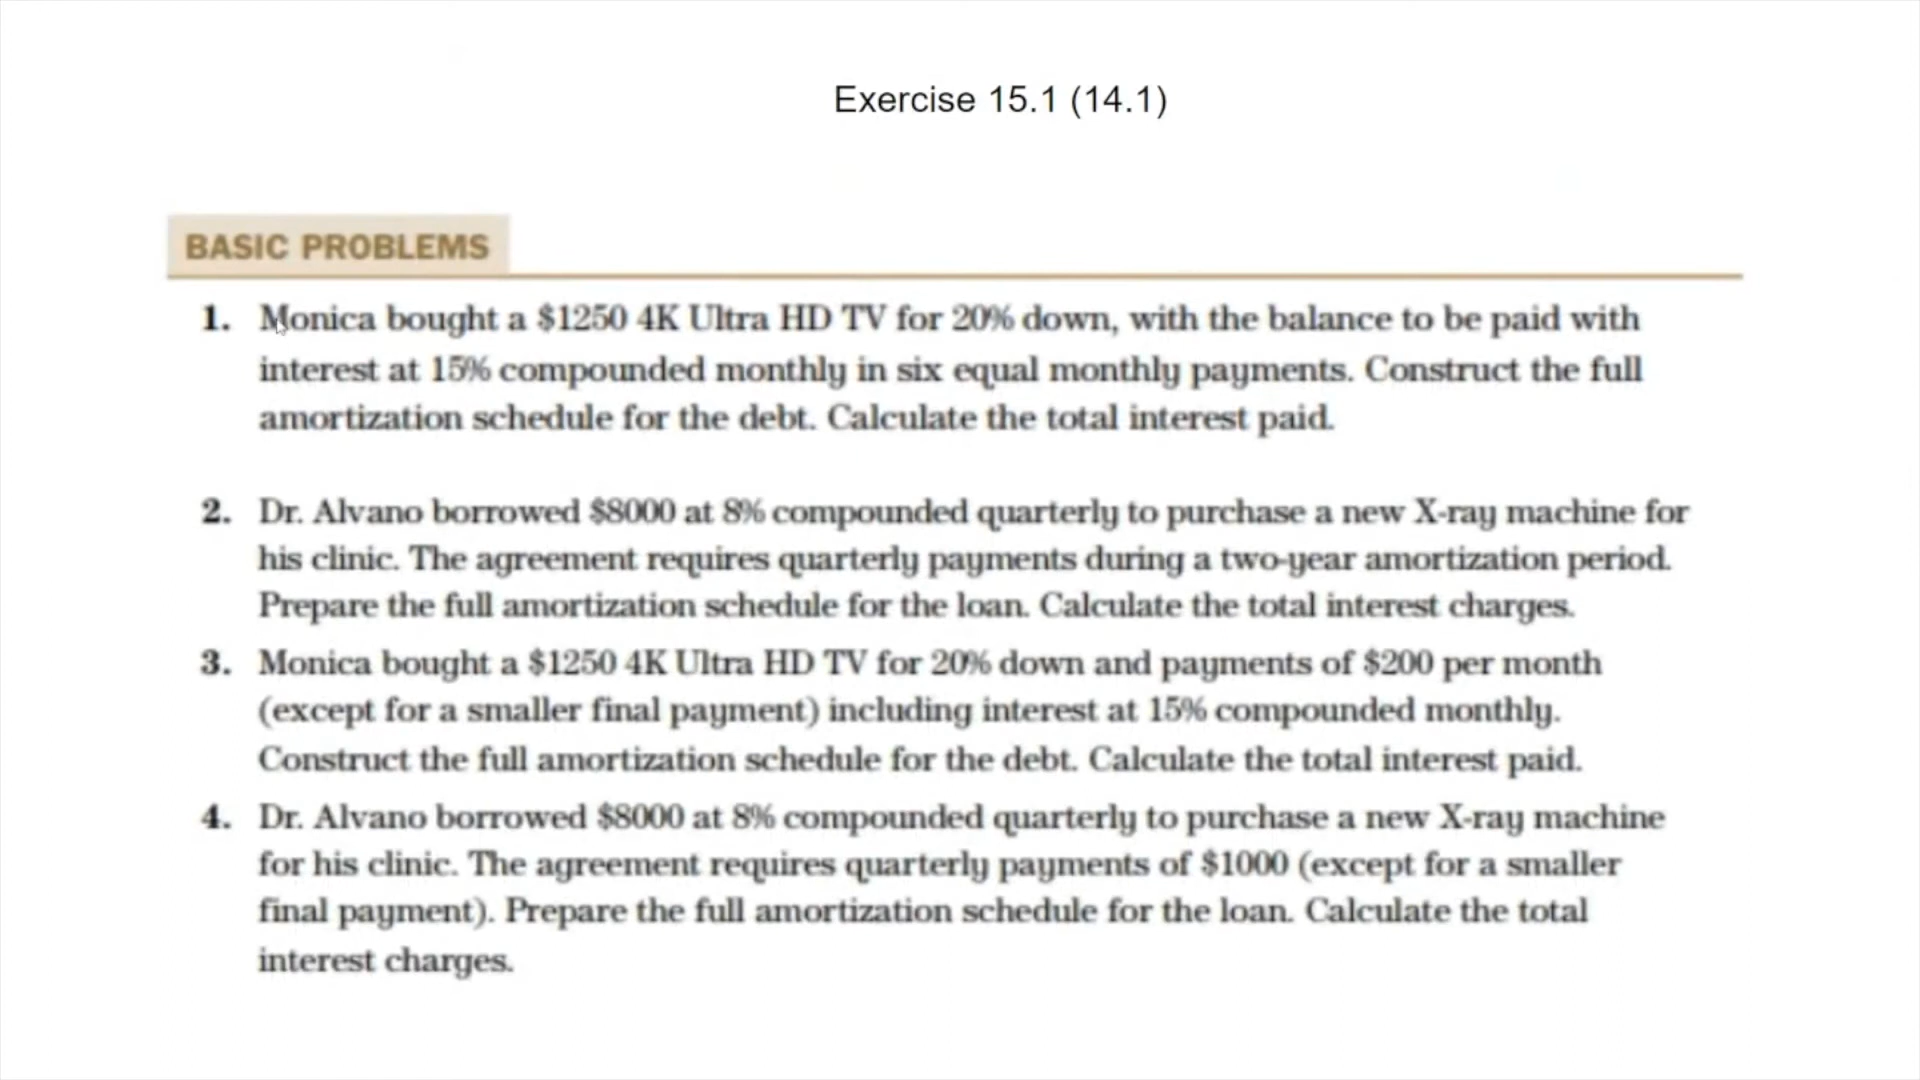 Exercise 15.1 (14.1)
BASIC PROBLEMS
1. Monica bought a $1250 4K Ultra HD TV for 20% down, with the balance to be paid with
interest at 15% compounded monthly in six equal monthly payments. Construct the full
amortization schedule for the debt. Calculate the total interest paid.
2. Dr. Alvano borrowed $8000 at 8% compounded quarterly to purchase a new X-ray machine for
his clinic. The agreement requires quarterly payments during a two-year amortization period.
Prepare the full amortization schedule for the loan. Calculate the total interest charges.
3. Monica bought a $1250 4K Ultra HD TV for 20% down and payments of $200 per month
(except for a smaller final payment) including interest at 15% compounded monthly.
Construct the full amortization schedule for the debt. Calculate the total interest paid.
4. Dr. Alvano borrowed $8000 at 8% compounded quarterly to purchase a new X-ray machine
for his clinic. The agreement requires quarterly payments of $1000 (except for a smaller
final payment). Prepare the full amortization schedule for the loan. Calculate the total
interest charges.